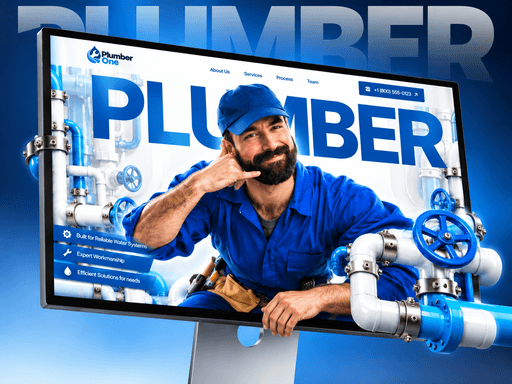 PLUMBER
Plumber
One
About Us
Services
Process
Team
+1 (800) 555-0123
PLUMBER
Built for Reliable Water Systems
Expert Workmanship
Efficient Solutions for needs